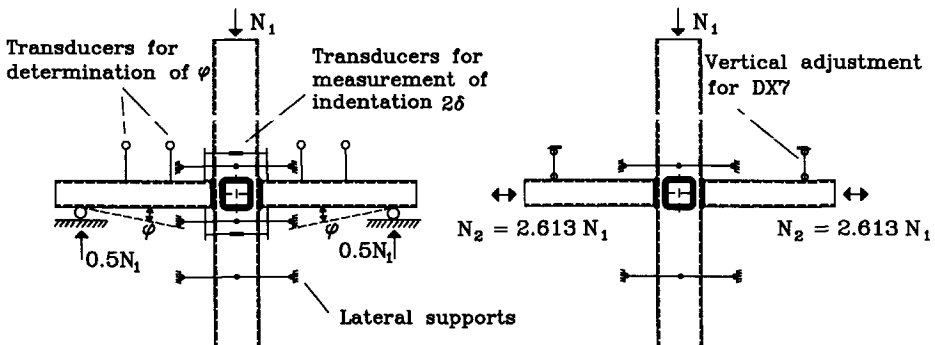 N₁
Transducers for
determination of φ
Transducers for
measurement of
indentation 2δ
φ
φ
0.5N₁
0.5N₁
Lateral supports
N₁
Vertical adjustment
for DX7
N₂ = 2.613 N₁
N₂ = 2.613 N₁